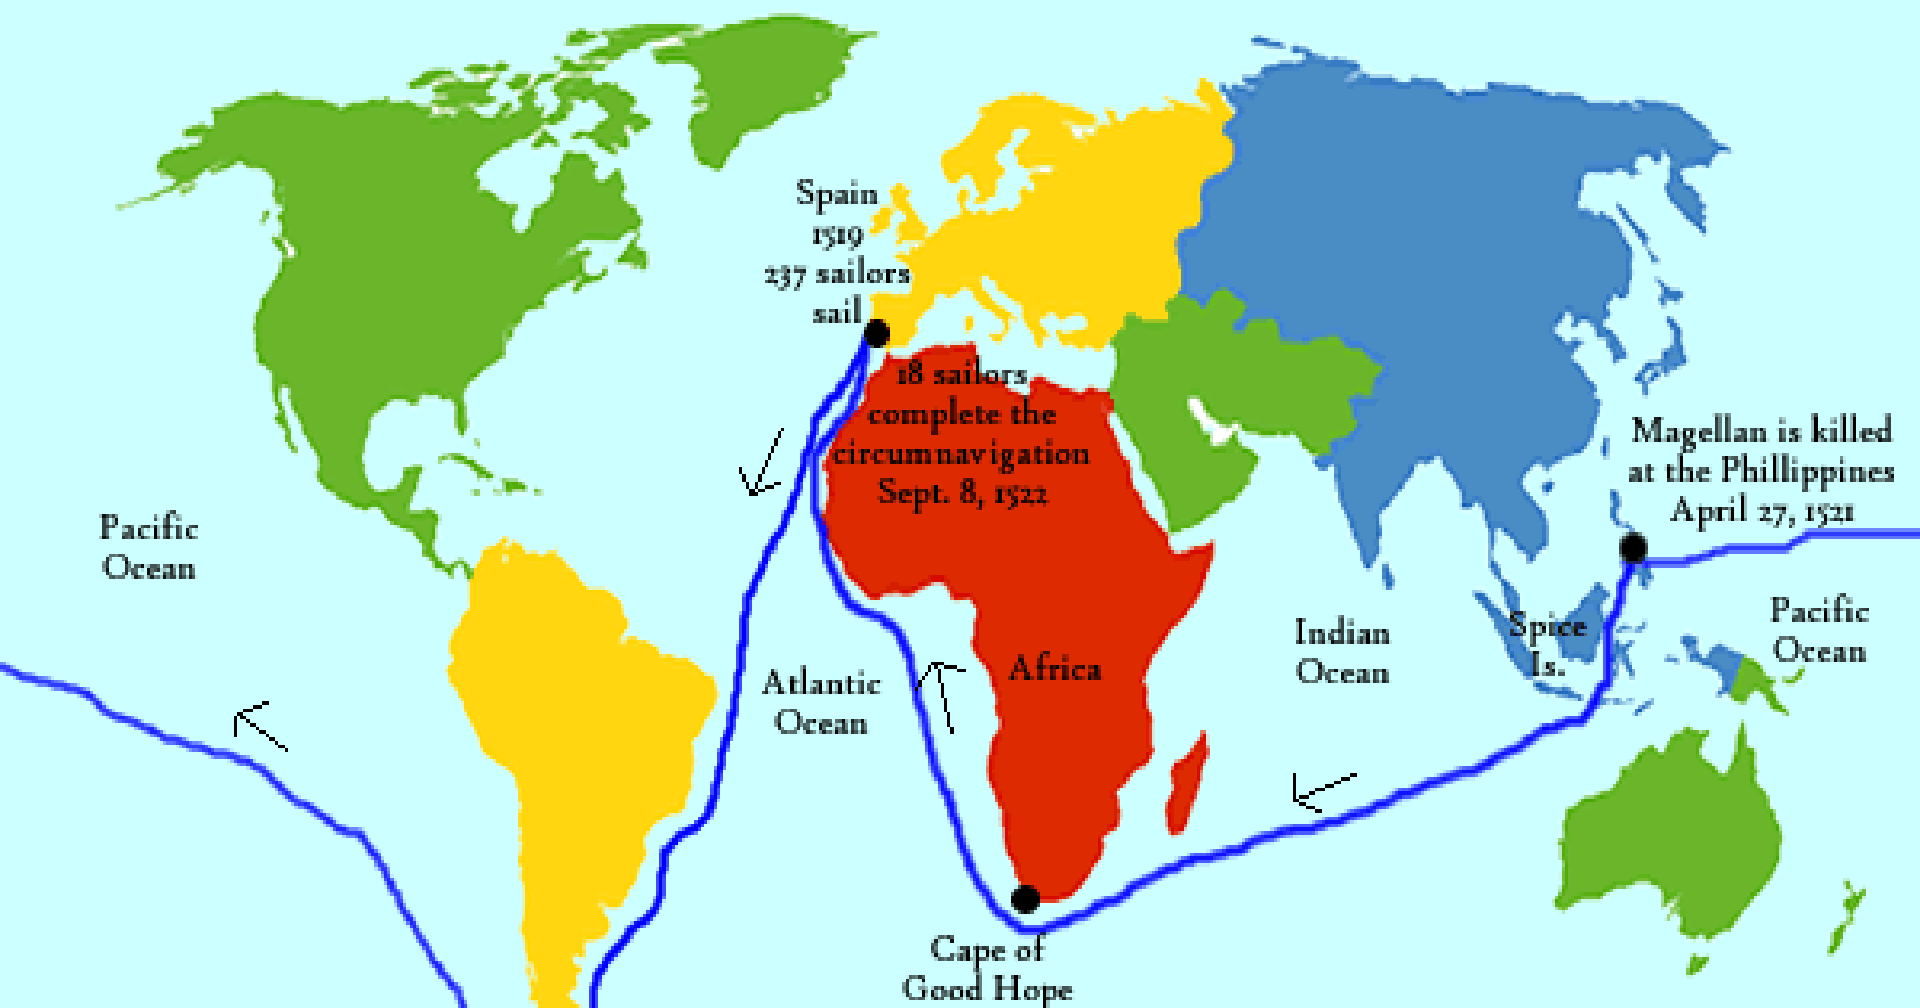 Spain
1519
237 sailors
sail
18 sailors
complete the
circumnavigation
Sept. 8, 1522
Magellan is killed
at the Phillippines
April 27, 1521
Pacific
Ocean
Atlantic
Ocean
Africa
Indian
Ocean
Spice
Is.
Pacific
Ocean
Cape of
Good Hope